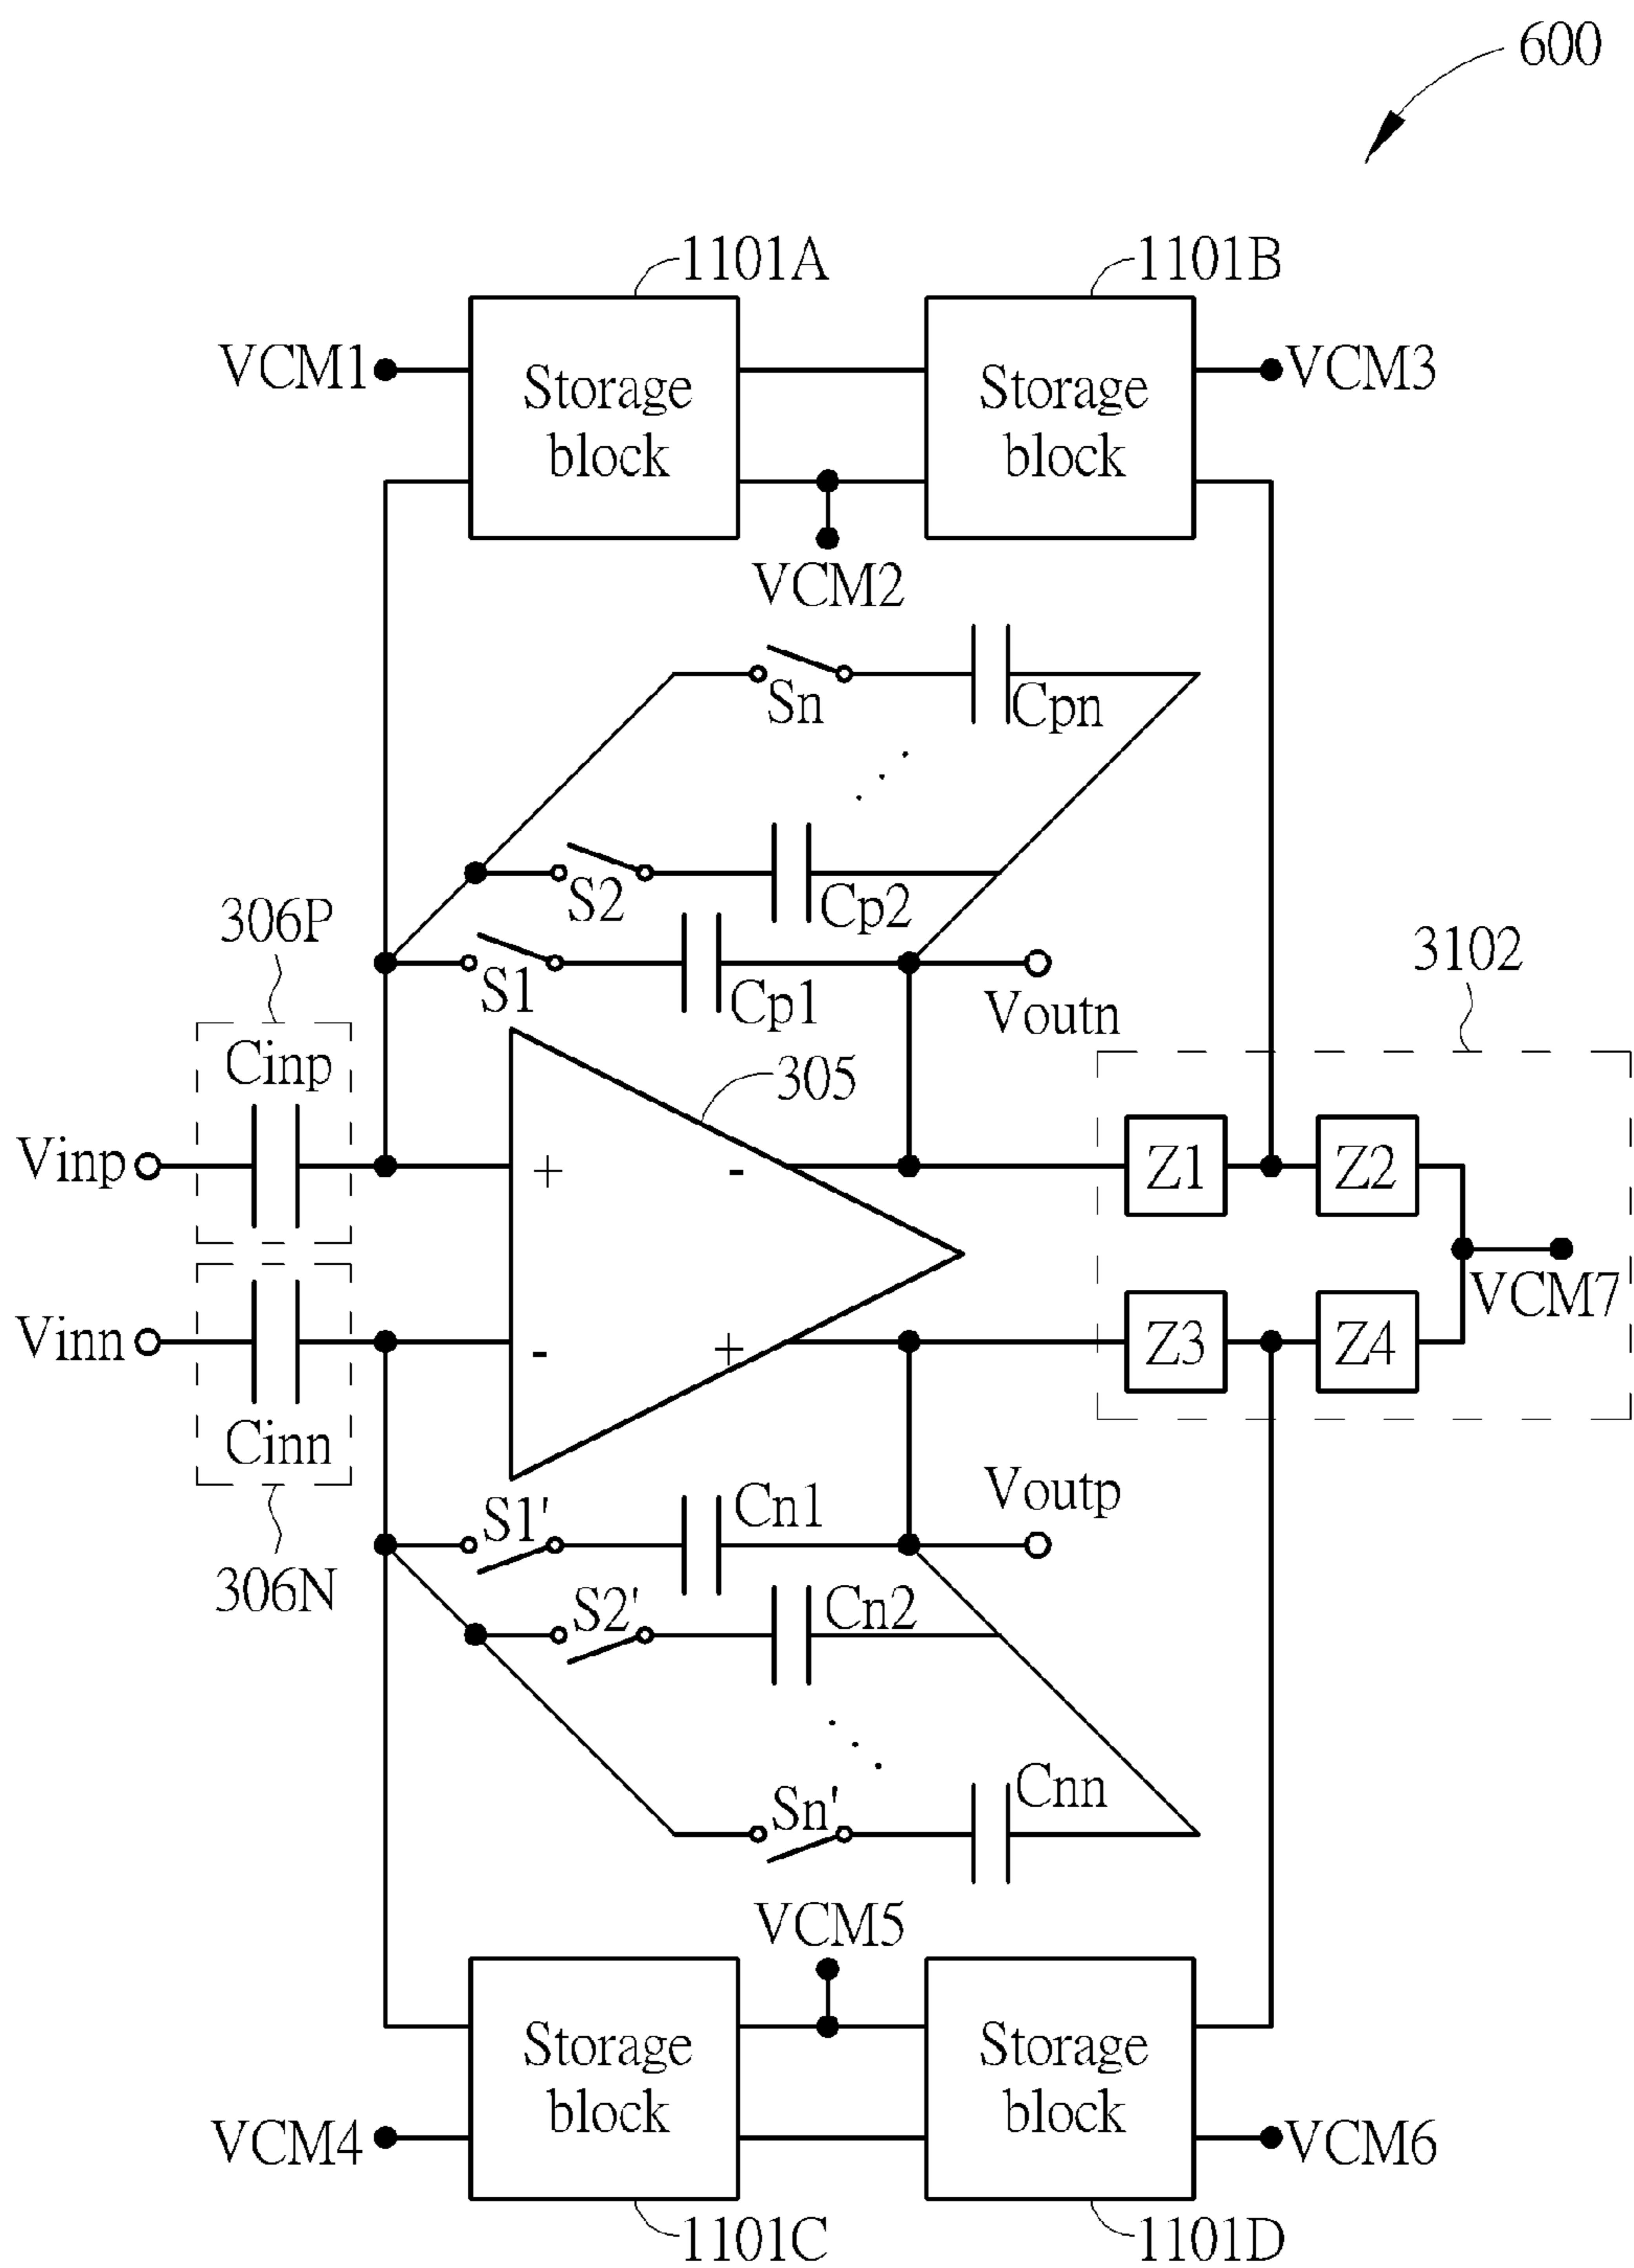 600
1101A
1101B
VCM1
Storage
block
Storage
block
VCM3
VCM2
Sn
Cpn
S2
Cp2
306P
S1
Cp1
Voutn
3102
Cinp
305
Vinp
+
-
Z1
Z2
VCM7
Vinn
-
+
Z3
Z4
Cinn
306N
S1'
Cn1
Voutp
S2'
Cn2
Sn'
Cnn
VCM5
Storage
block
Storage
block
VCM4
VCM6
1101C
1101D